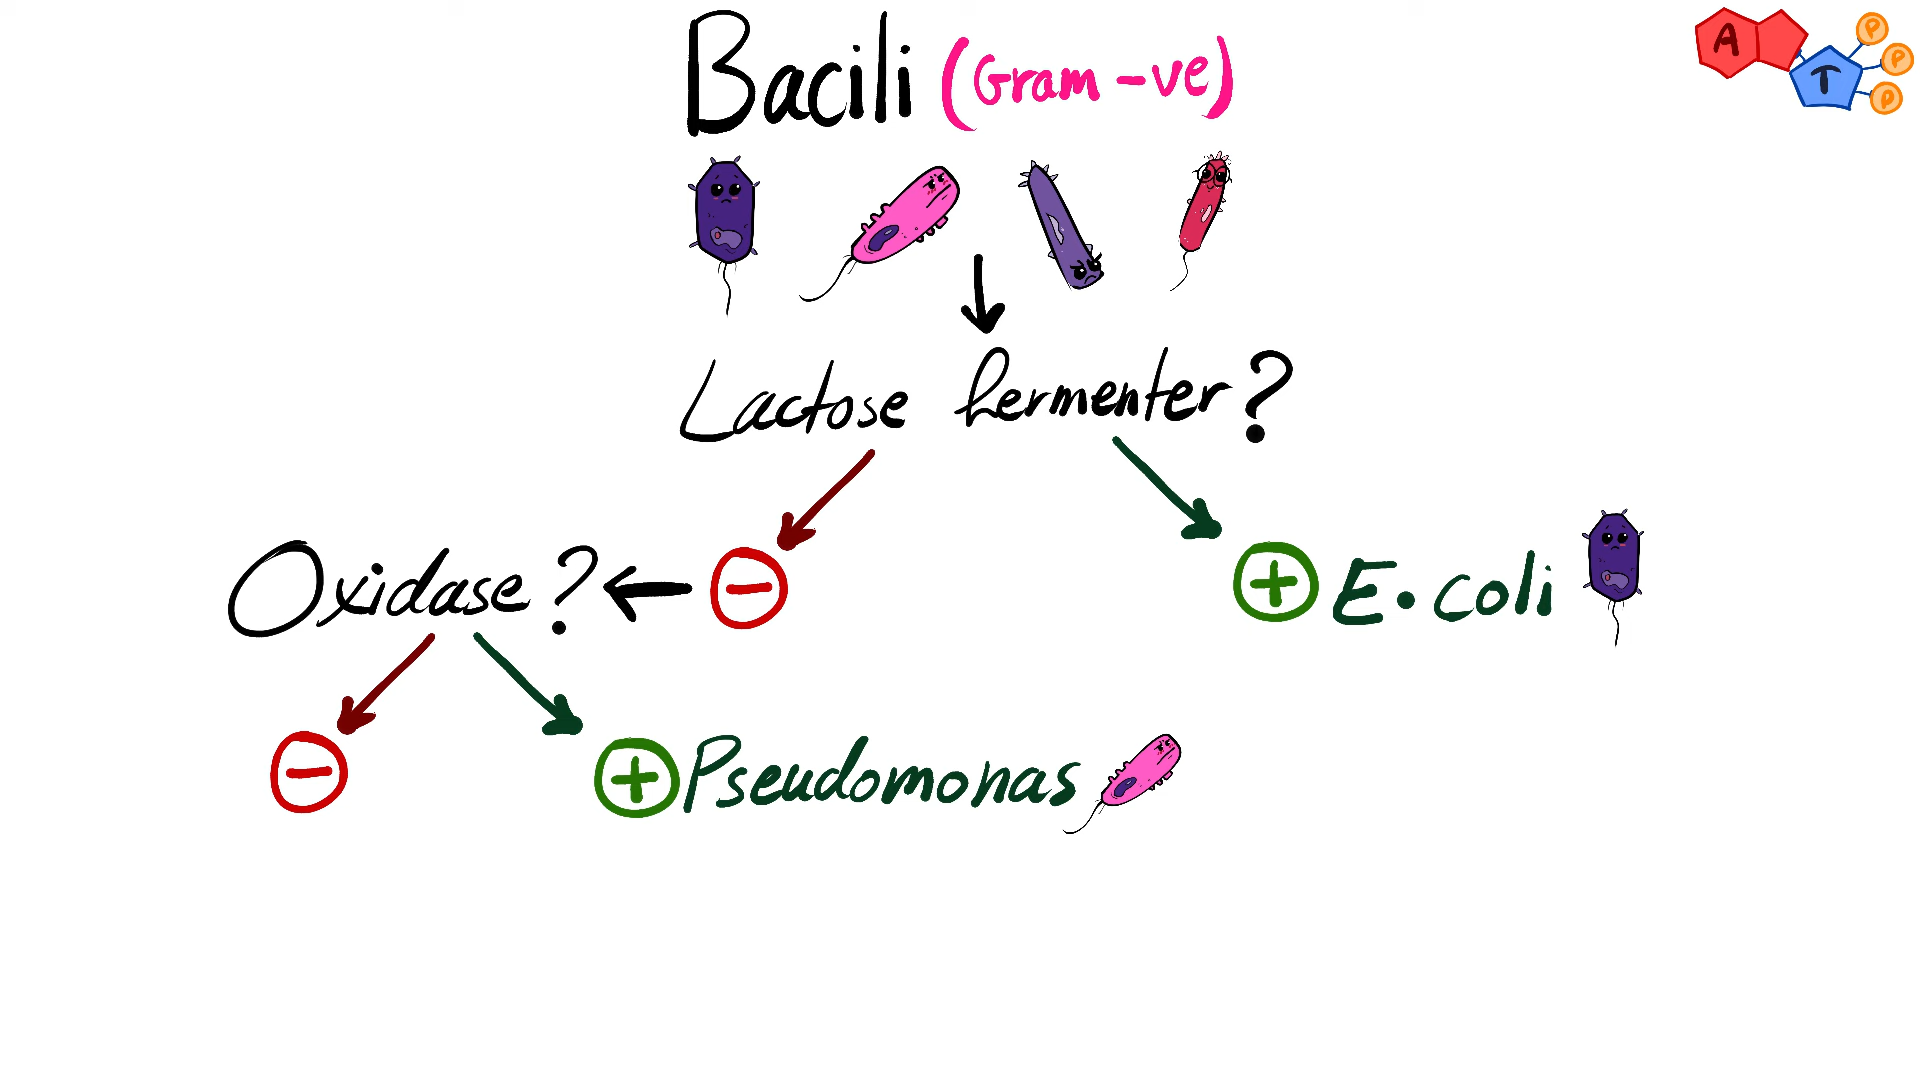 Bacili (Gram -ve)
A T P P P
Lactose fermenter?
Oxidase? ← − + E. coli
− + Pseudomonas